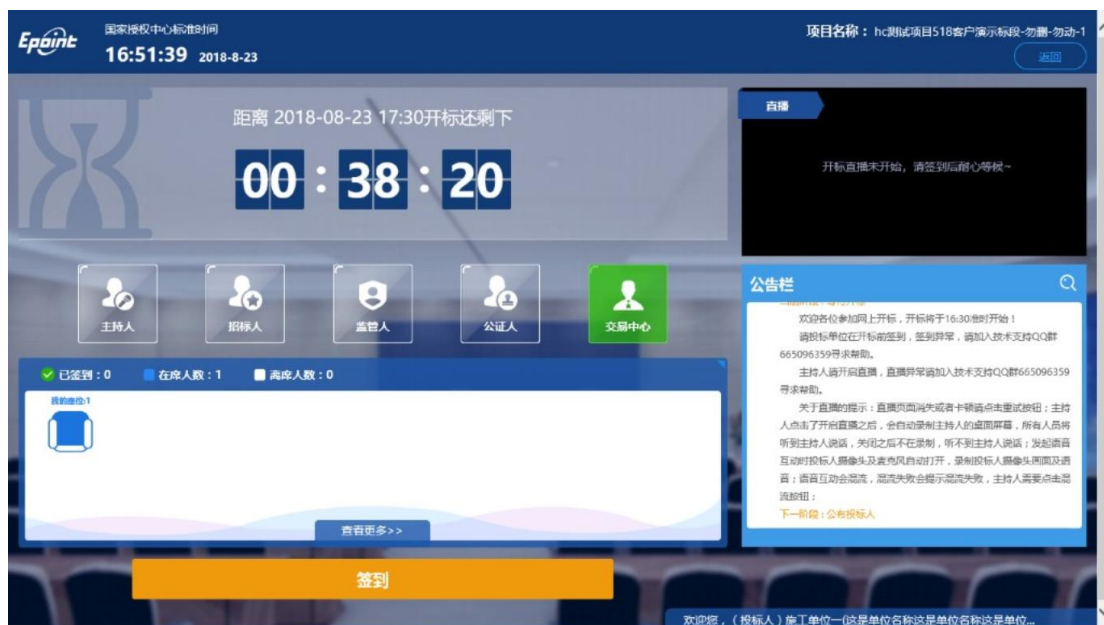 Epoint
国家授权中心标准时间
16:51:39 2018-8-23
项目名称：hc测试项目518客户演示标段-勿删-勿动-1
返回
距离 2018-08-23 17:30开标还剩下
00 : 38 : 20
直播
开标直播未开始，请签到后耐心等候~
主持人
招标人
监管人
公证人
交易中心
公告栏
欢迎各位参加网上开标，开标将于16:30准时开始！
请投标单位在开标前签到，签到异常，请加入技术支持QQ群
665096359寻求帮助。
主持人请开启直播，直播异常请加入技术支持QQ群665096359
寻求帮助。
关于直播的提示：直播页面消失或者卡顿请点击重试按钮；主持
人点击了开启直播之后，会自动录制主持人的桌面屏幕，所有人员将
听到主持人说话，关闭之后不在录制，听不到主持人说话；发起语音
互动时投标人摄像头及麦克风自动打开，录制投标人摄像头画面及语
音；语音互动会混流，混流失败会提示混流失败，主持人需要点击混
流按钮；
下一阶段：公布投标人
已签到：0 在席人数：1 离席人数：0
我的座位:1
查看更多>>
签到
欢迎您，（投标人）施工单位一(这是单位名称这是单位名称这是单位...